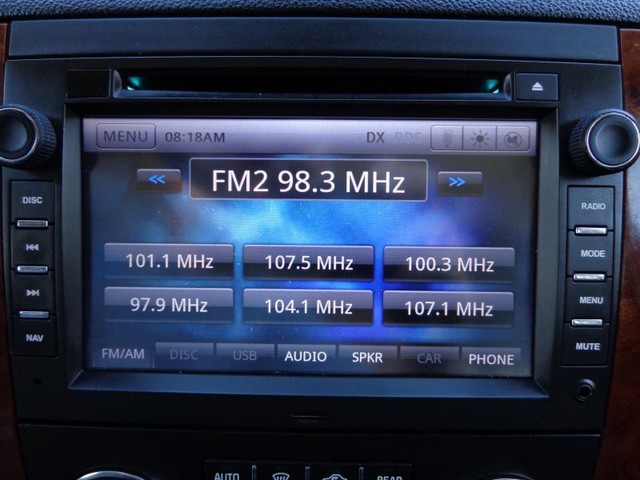 MENU 08:18AM DX RDS
FM2 98.3 MHz
101.1 MHz 107.5 MHz 100.3 MHz
97.9 MHz 104.1 MHz 107.1 MHz
FM/AM DISC USB AUDIO SPKR CAR PHONE
DISC
NAV
RADIO
MODE
MENU
MUTE
AUTO
REAR